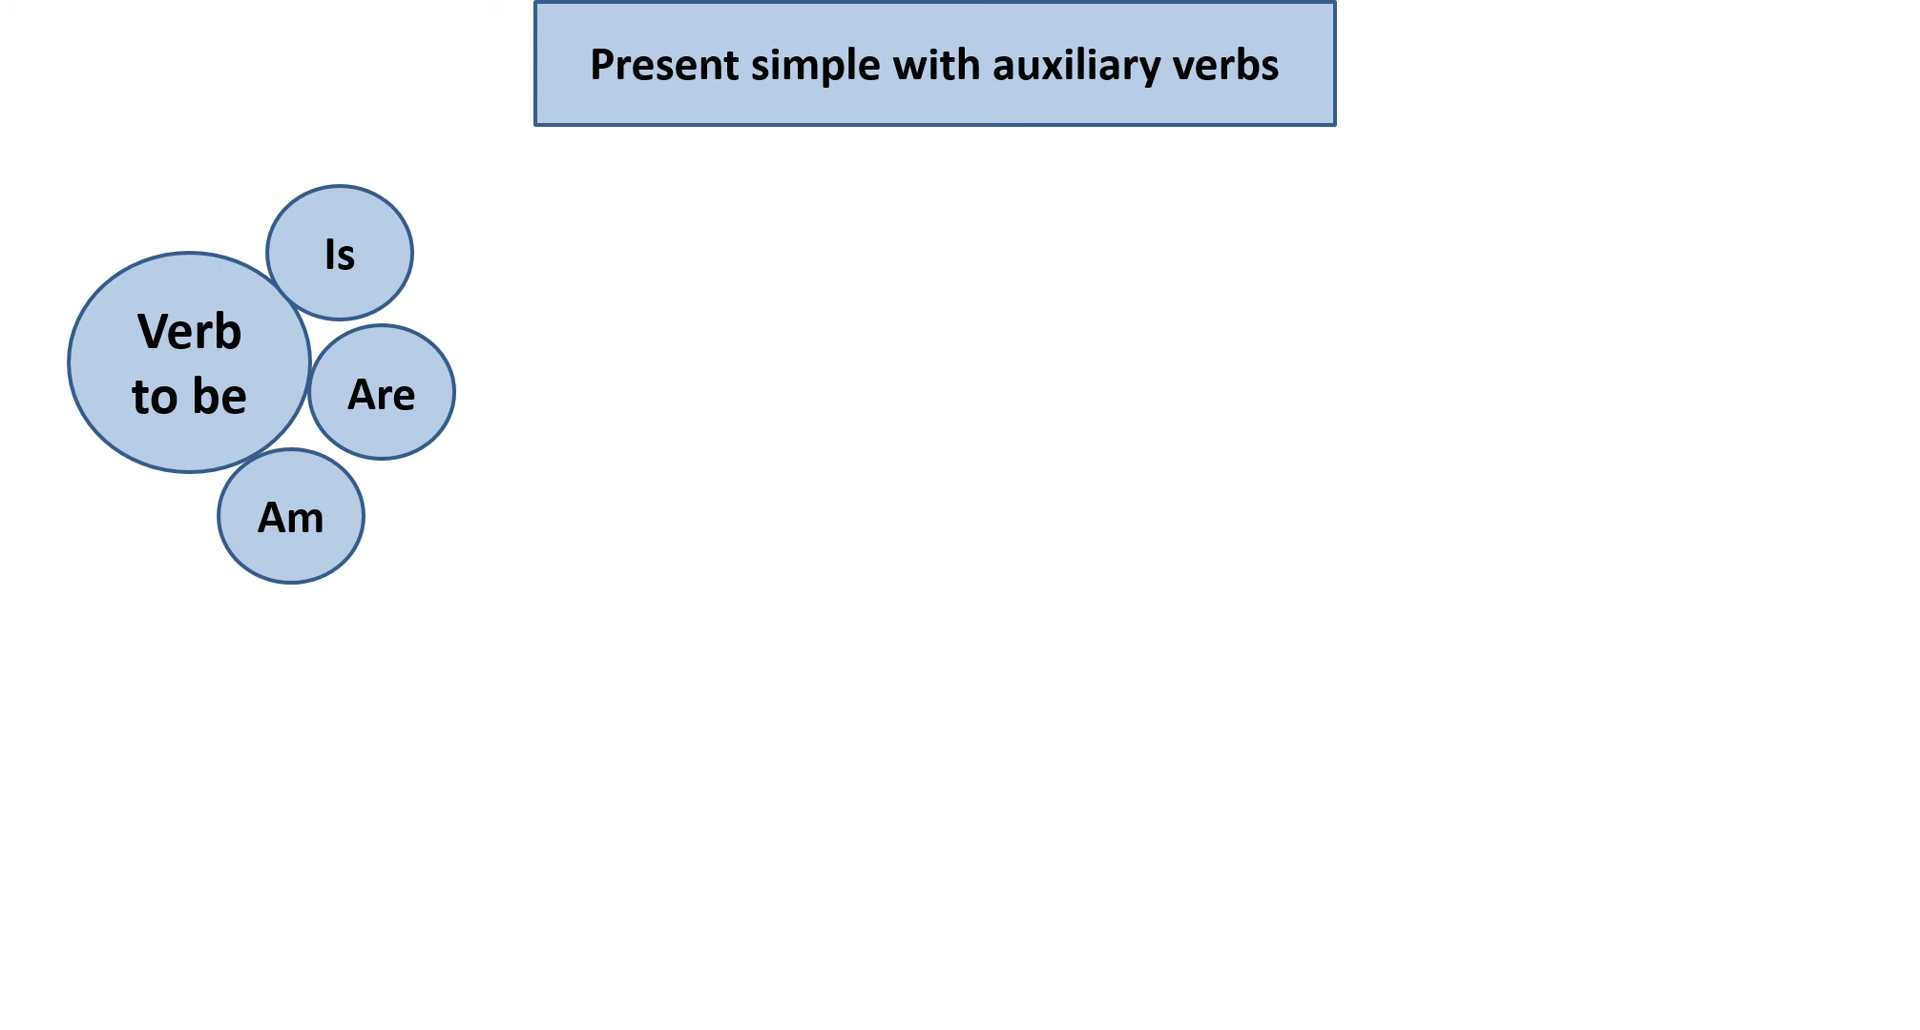 Present simple with auxiliary verbs
Is
Verb
to be
Are
Am